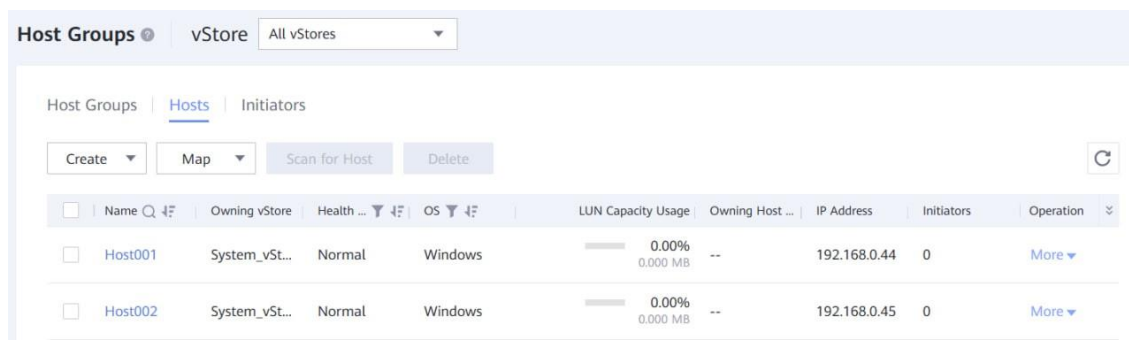 Host Groups vStore All vStores
Host Groups Hosts Initiators
Create Map Scan for Host Delete
Name Owning vStore Health ... OS LUN Capacity Usage Owning Host ... IP Address Initiators Operation
Host001 System_vSt... Normal Windows 0.00% 0.000 MB -- 192.168.0.44 0 More
Host002 System_vSt... Normal Windows 0.00% 0.000 MB -- 192.168.0.45 0 More